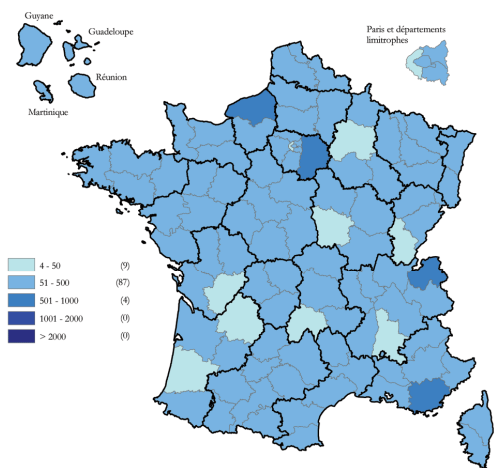 Guyane
Guadeloupe
Réunion
Martinique
Paris et départements
limitrophes
4 - 50 (9)
51 - 500 (87)
501 - 1000 (4)
1001 - 2000 (0)
> 2000 (0)